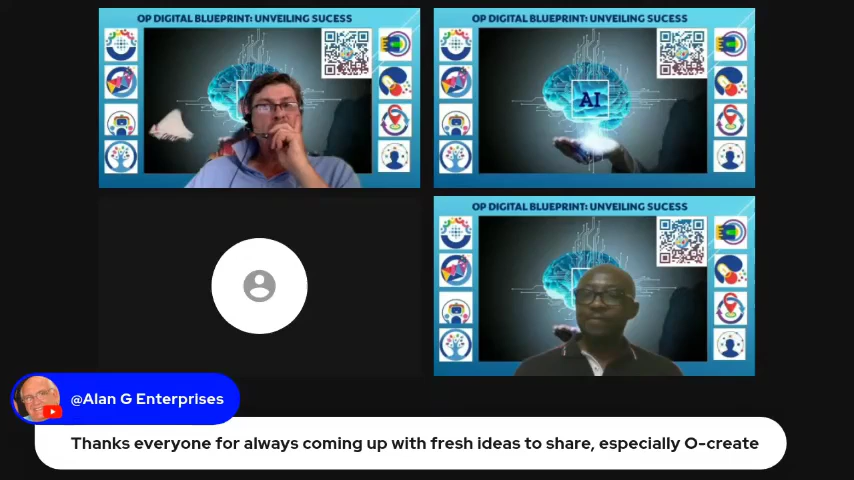 OP DIGITAL BLUEPRINT: UNVEILING SUCESS
OP DIGITAL BLUEPRINT: UNVEILING SUCESS
AI
OP DIGITAL BLUEPRINT: UNVEILING SUCESS
@Alan G Enterprises
Thanks everyone for always coming up with fresh ideas to share, especially O-create